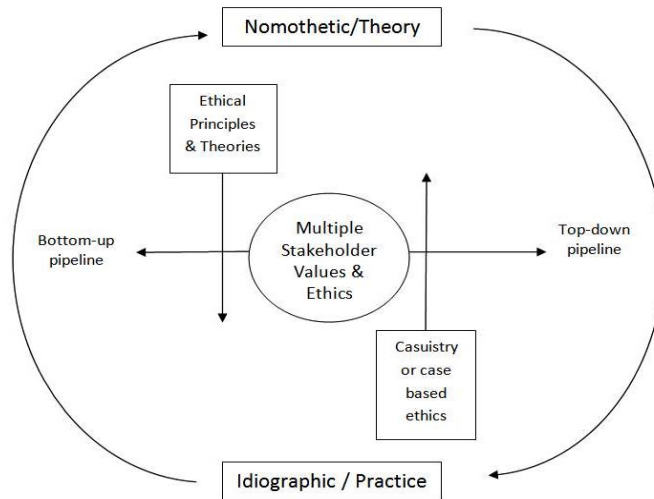 Nomothetic/Theory
Ethical
Principles
& Theories
Multiple
Stakeholder
Values &
Ethics
Bottom-up
pipeline
Top-down
pipeline
Casuistry
or case
based
ethics
Idiographic / Practice